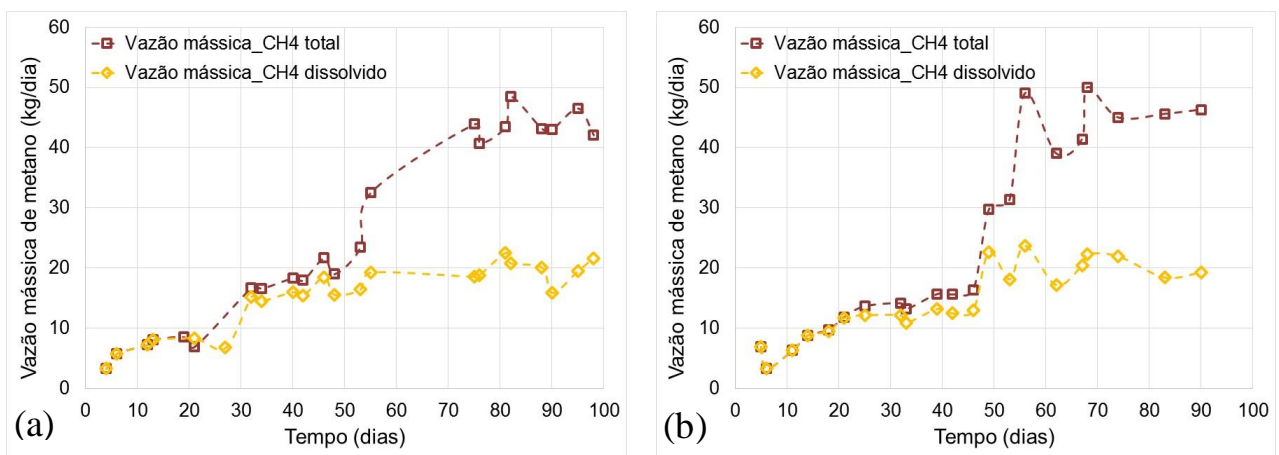 60
50
40
30
20
10
0
Vazão mássica de metano (kg/dia)
Vazão mássica_CH4 total
Vazão mássica_CH4 dissolvido
0 10 20 30 40 50 60 70 80 90 100
Tempo (dias)
(a)
60
50
40
30
20
10
0
Vazão mássica de metano (kg/dia)
Vazão mássica_CH4 total
Vazão mássica_CH4 dissolvido
0 10 20 30 40 50 60 70 80 90 100
Tempo (dias)
(b)